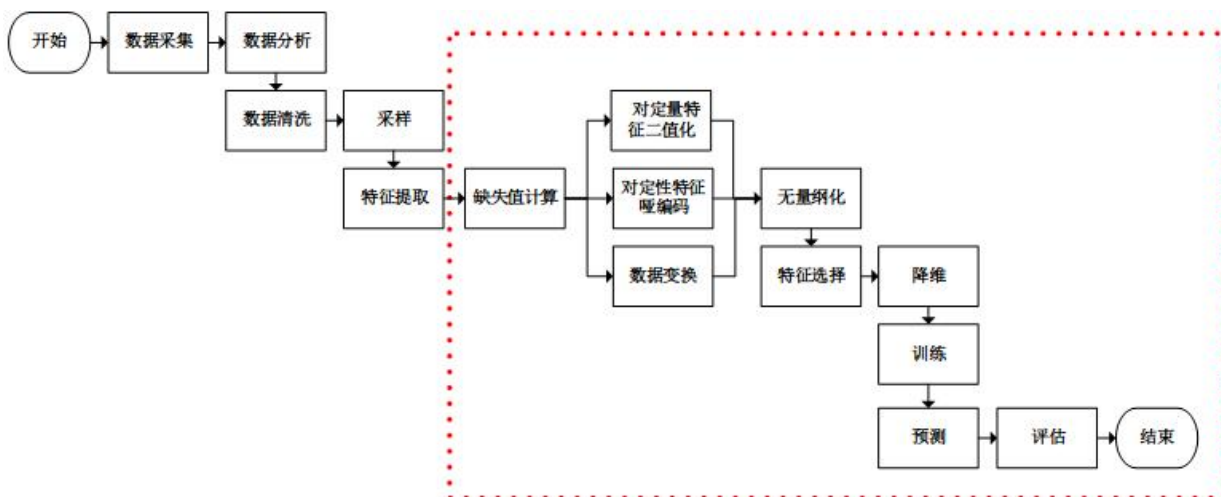 开始
数据采集
数据分析
数据清洗
采样
特征提取
缺失值计算
对定量特
征二值化
对定性特征
哑编码
数据变换
无量纲化
特征选择
降维
训练
预测
评估
结束